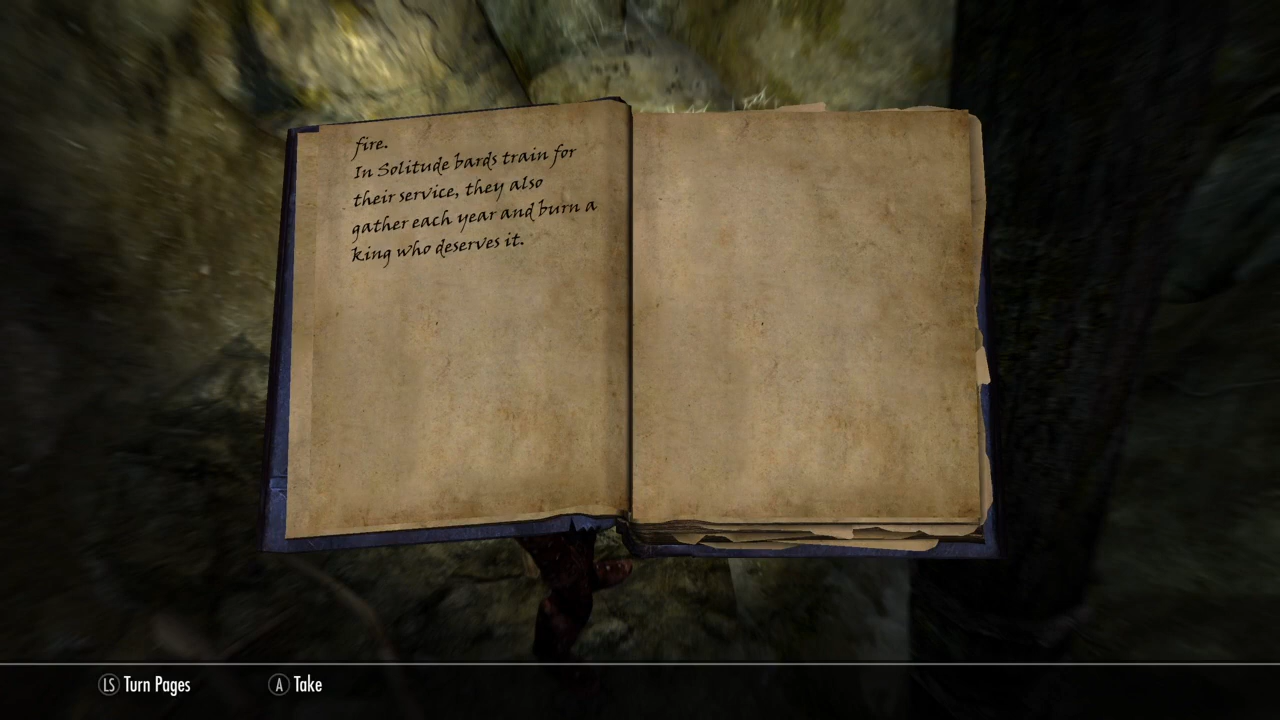 fire.
In Solitude bards train for
their service, they also
gather each year and burn a
king who deserves it.
LS Turn Pages
A Take